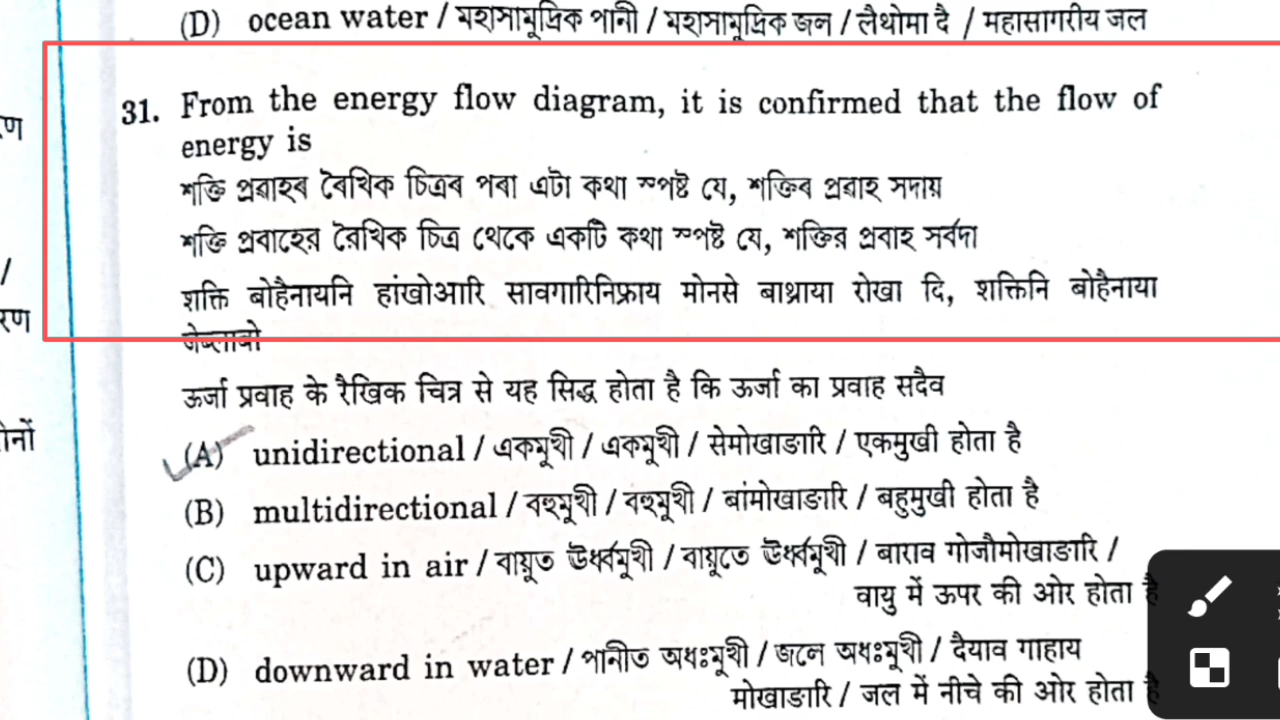 (D) ocean water / মহাসামুদ্রিক পানী / মহাসামুদ্রিক জল / लैथोमा दै / महासागरीय जल
रण
31. From the energy flow diagram, it is confirmed that the flow of
energy is
শক্তি প্ৰৱাহৰ ৰৈখিক চিত্ৰৰ পৰা এটা কথা স্পষ্ট যে, শক্তিৰ প্ৰৱাহ সদায়
শক্তি প্রবাহের রৈখিক চিত্র থেকে একটি কথা স্পষ্ট যে, শক্তির প্রবাহ সর্বদা
/
शक्ति बोहैनायनि हांखोआरि सावगारिनिफ्राय मोनसे बाथ्राया रोखा दि, शक्तिनि बोहैनाया
रण
जेब्लाबो
ऊर्जा प्रवाह के रैखिक चित्र से यह सिद्ध होता है कि ऊर्जा का प्रवाह सदैव
(A) unidirectional / একমুখী / একমুখী / सेमोखाङारि / एकमुखी होता है
(B) multidirectional / বহুমুখী / বহুমুখী / बांमोखाङारि / बहुमुखी होता है
(C) upward in air / বায়ুত ঊর্ধ্বমুখী / বায়ুতে ঊর্ধ্বমুখী / बाराव गोजौमोखाङारि /
वायु में ऊपर की ओर होता है
(D) downward in water / পানীত অধঃমুখী / জলে অধঃমুখী / दैयाव गाहाय
मोखाङारि / जल में नीचे की ओर होता है